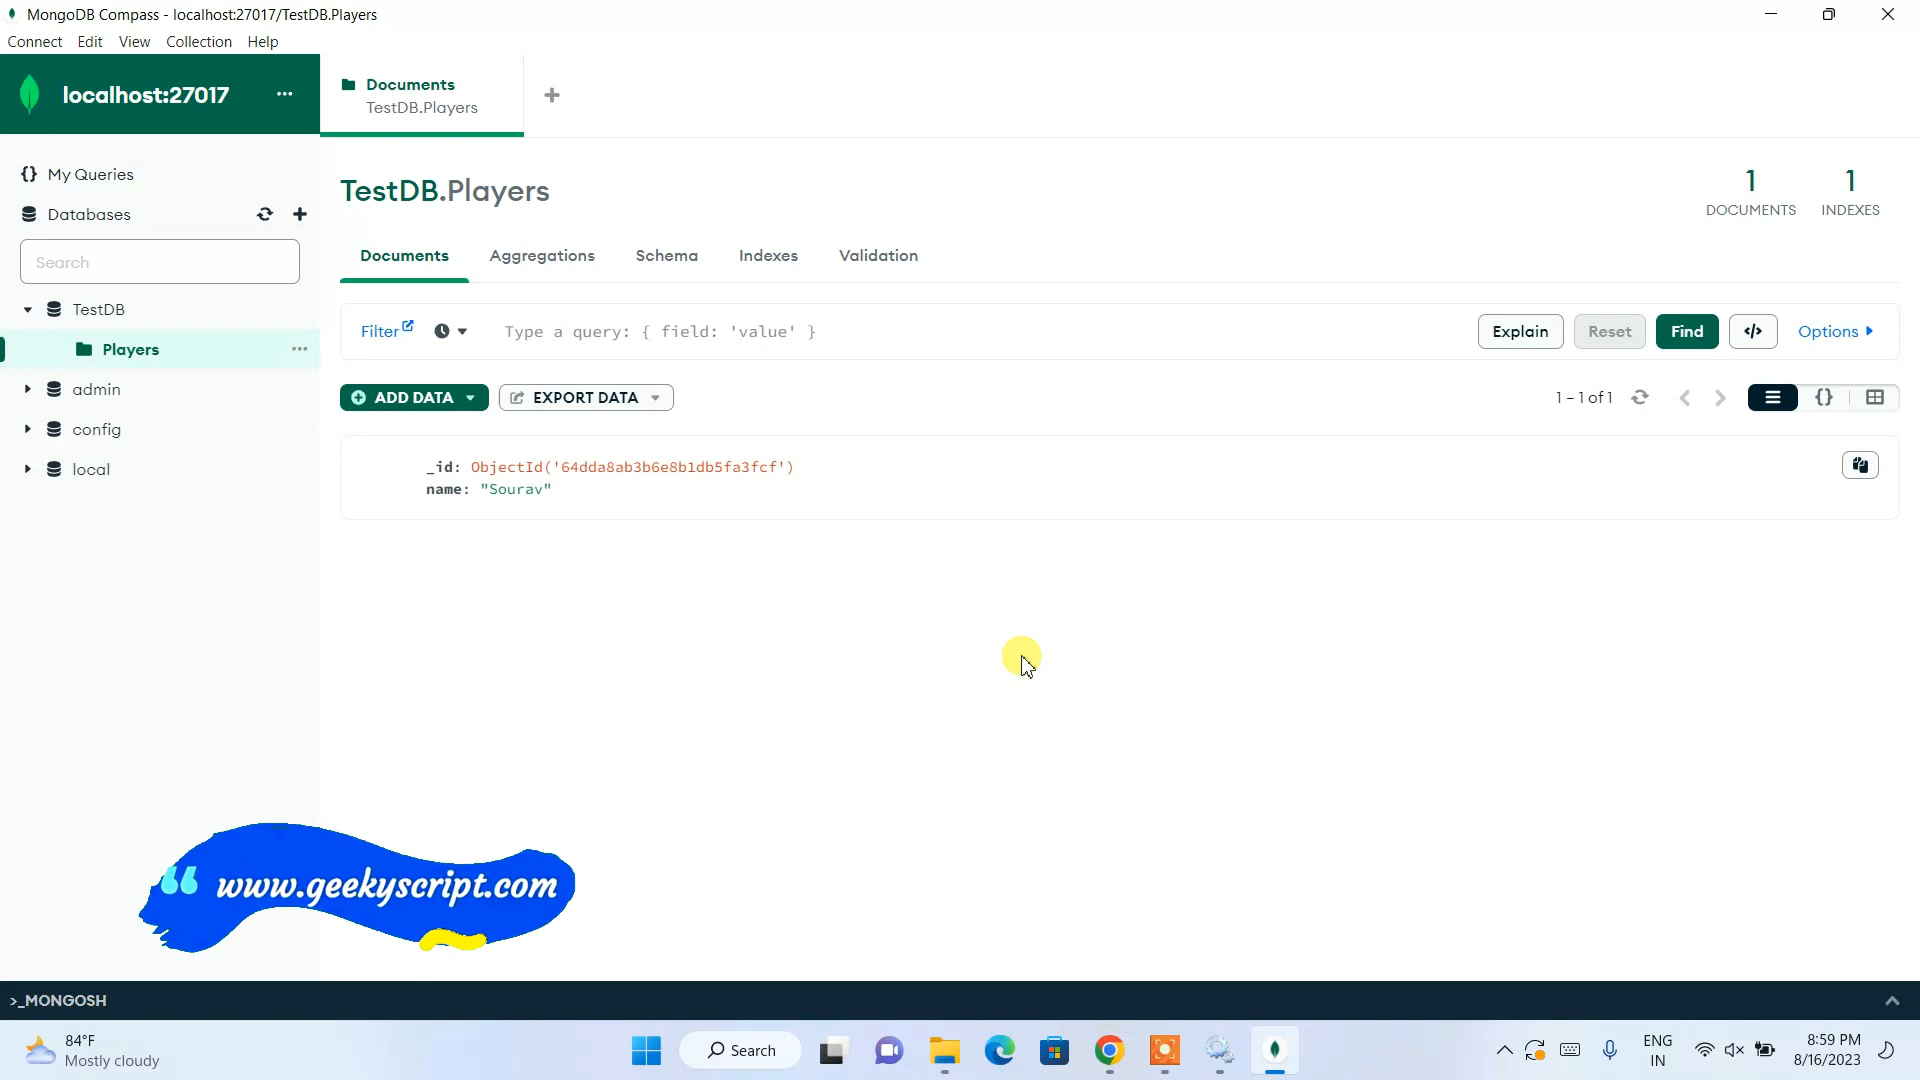 MongoDB Compass - localhost:27017/TestDB.Players
Connect Edit View Collection Help
localhost:27017 ...
Documents
TestDB.Players
{} My Queries
Databases
Search
TestDB
Players
admin
config
local
TestDB.Players
1 DOCUMENTS
1 INDEXES
Documents Aggregations Schema Indexes Validation
Filter Type a query: { field: 'value' } Explain Reset Find </> Options
ADD DATA EXPORT DATA 1 – 1 of 1 {}
_id: ObjectId('64dda8ab3b6e8b1db5fa3fcf')
name: "Sourav"
“ www.geekyscript.com
>_MONGOSH
84°F
Mostly cloudy
Search
ENG
IN
8:59 PM
8/16/2023